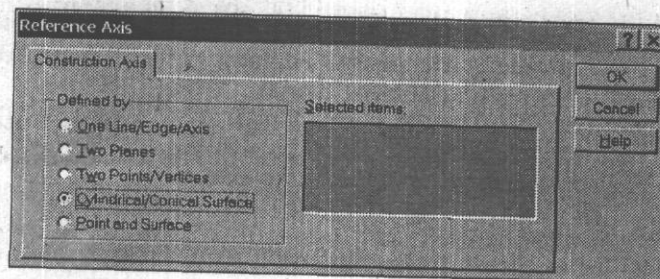 Reference Axis
? X
Construction Axis
OK
Cancel
Help
Defined by
One Line/Edge/Axis
Two Planes
Two Points/Vertices
Cylindrical/Conical Surface
Point and Surface
Selected items: